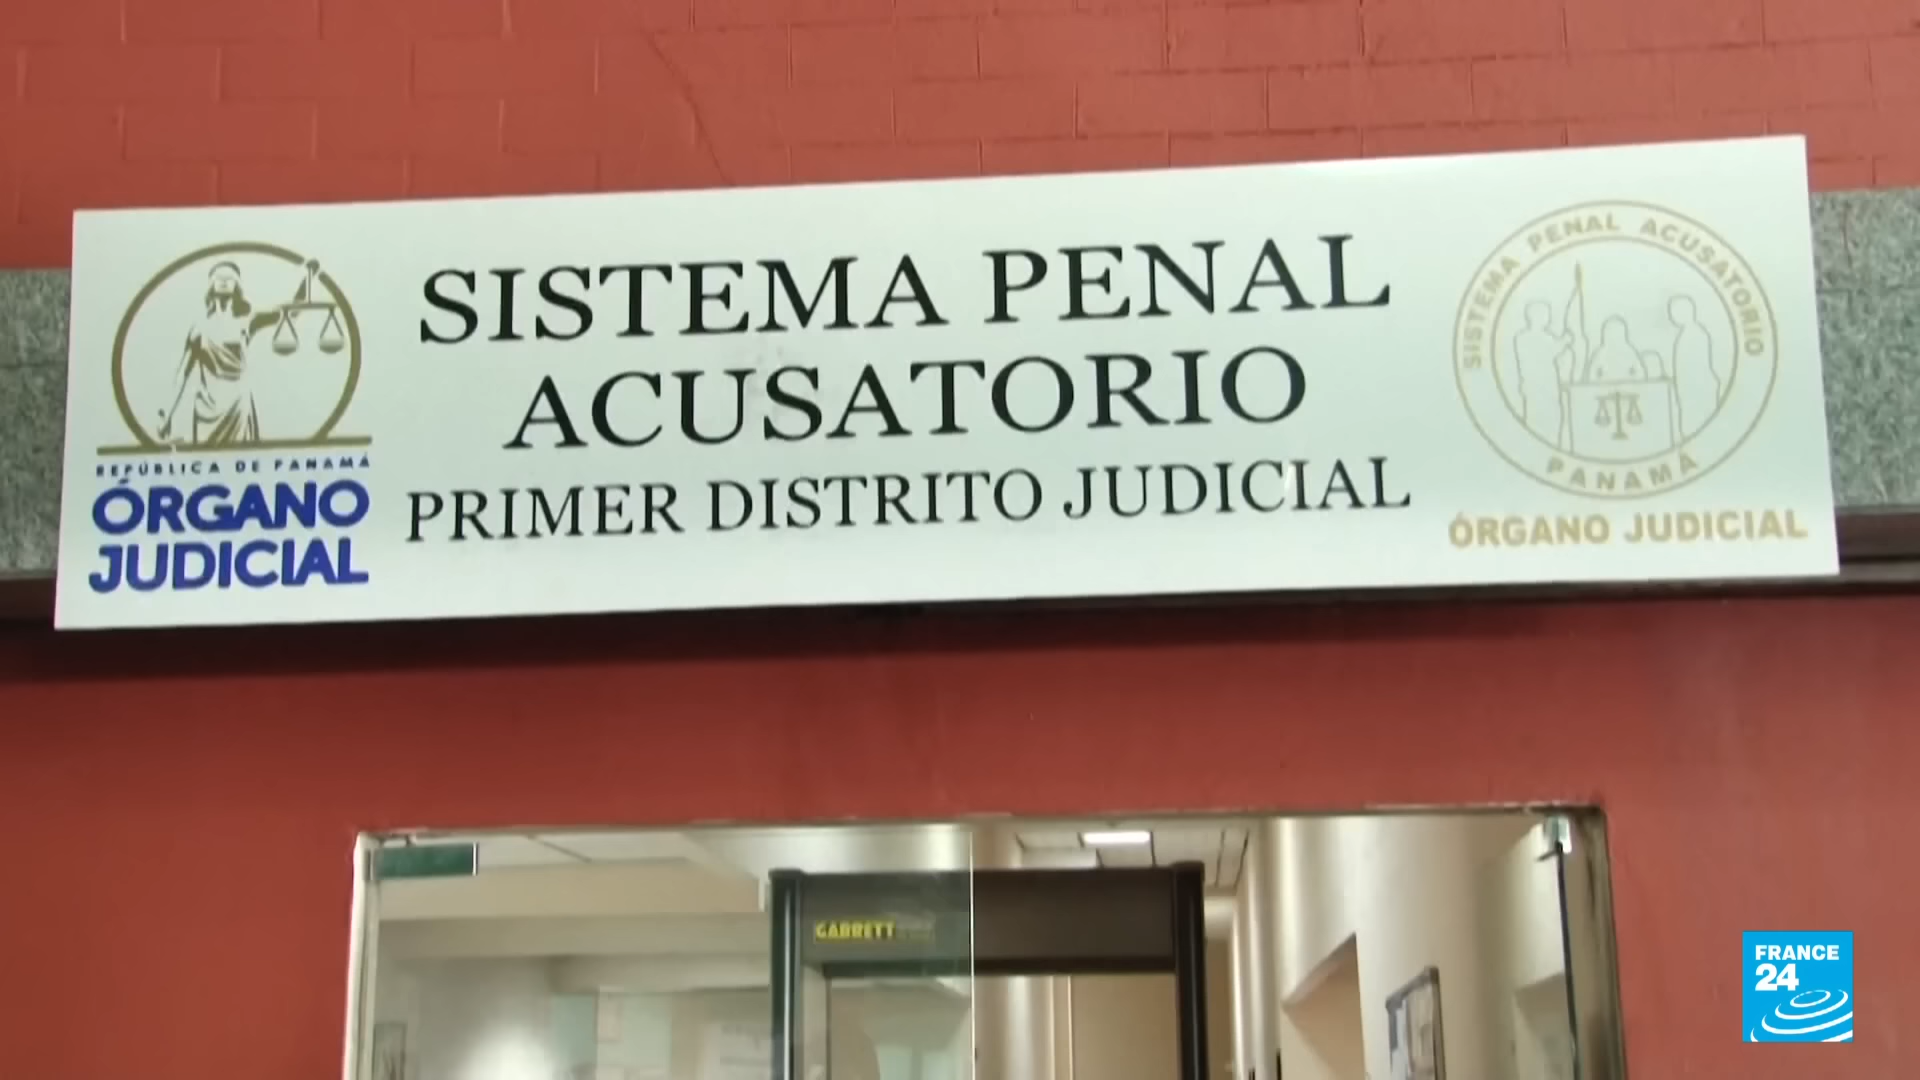 SISTEMA PENAL
ACUSATORIO
PRIMER DISTRITO JUDICIAL
REPÚBLICA DE PANAMÁ
ÓRGANO
JUDICIAL
SISTEMA PENAL ACUSATORIO
PANAMÁ
ÓRGANO JUDICIAL
GARRETT
FRANCE
24